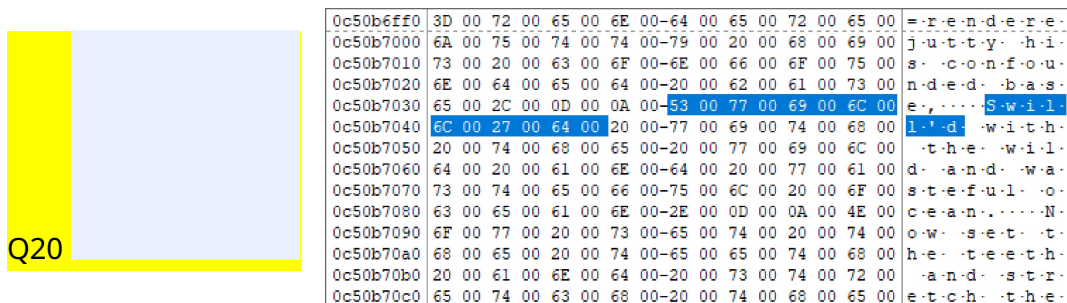 Q20
0c50b6ff0 3D 00 72 00 65 00 6E 00-64 00 65 00 72 00 65 00 =·r·e·n·d·e·r·e·
0c50b7000 6A 00 75 00 74 00 74 00-79 00 20 00 68 00 69 00 j·u·t·t·y· ·h·i·
0c50b7010 73 00 20 00 63 00 6F 00-6E 00 66 00 6F 00 75 00 s· ·c·o·n·f·o·u·
0c50b7020 6E 00 64 00 65 00 64 00-20 00 62 00 61 00 73 00 n·d·e·d· ·b·a·s·
0c50b7030 65 00 2C 00 0D 00 0A 00-53 00 77 00 69 00 6C 00 e·,·····S·w·i·l·
0c50b7040 6C 00 27 00 64 00 20 00-77 00 69 00 74 00 68 00 l·'·d· ·w·i·t·h·
0c50b7050 20 00 74 00 68 00 65 00-20 00 77 00 69 00 6C 00 ·t·h·e· ·w·i·l·
0c50b7060 64 00 20 00 61 00 6E 00-64 00 20 00 77 00 61 00 d· ·a·n·d· ·w·a·
0c50b7070 73 00 74 00 65 00 66 00-75 00 6C 00 20 00 6F 00 s·t·e·f·u·l· ·o·
0c50b7080 63 00 65 00 61 00 6E 00-2E 00 0D 00 0A 00 4E 00 c·e·a·n·.·····N·
0c50b7090 6F 00 77 00 20 00 73 00-65 00 74 00 20 00 74 00 o·w· ·s·e·t· ·t·
0c50b70a0 68 00 65 00 20 00 74 00-65 00 65 00 74 00 68 00 h·e· ·t·e·e·t·h·
0c50b70b0 20 00 61 00 6E 00 64 00-20 00 73 00 74 00 72 00 ·a·n·d· ·s·t·r·
0c50b70c0 65 00 74 00 63 00 68 00-20 00 74 00 68 00 65 00 e·t·c·h· ·t·h·e·